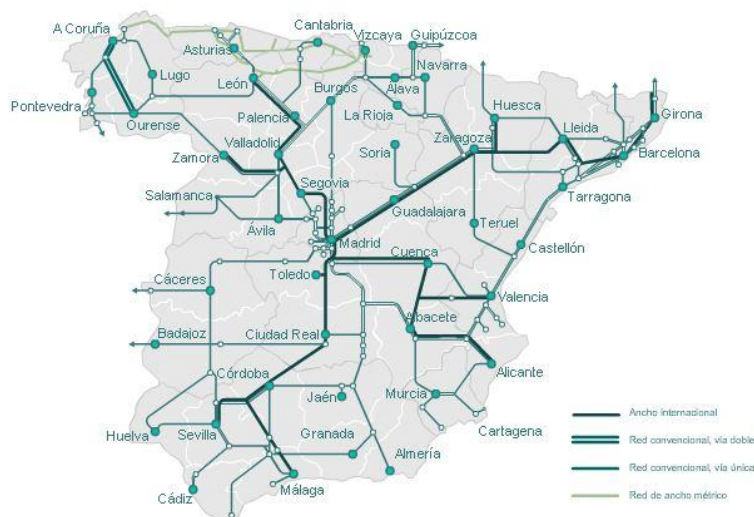 Cantabria
A Coruña
Vizcaya
Guipúzcoa
Asturias
Navarra
Lugo
León
Alava
Burgos
Huesca
Girona
Pontevedra
Palencia
La Rioja
Ourense
Zaragoza
Lleida
Valladolid
Soria
Barcelona
Zamora
Segovia
Salamanca
Tarragona
Guadalajara
Teruel
Ávila
Madrid
Castellón
Cuenca
Toledo
Cáceres
Valencia
Albacete
Badajoz
Ciudad Real
Alicante
Córdoba
Murcia
Jaén
Ancho internacional
Cartagena
Huelva
Sevilla
Granada
Red convencional, vía doble
Almería
Red convencional, vía única
Málaga
Cádiz
Red de ancho métrico